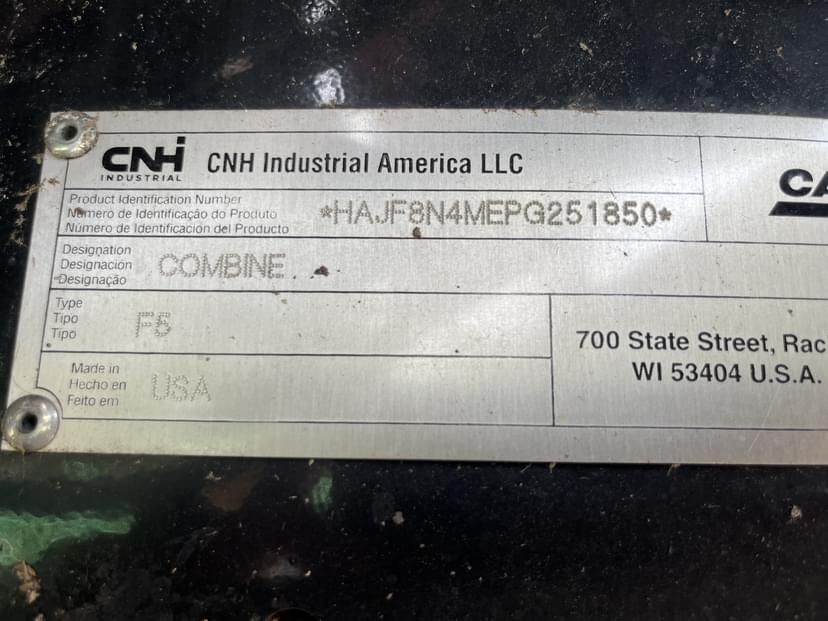 CNH INDUSTRIAL CNH Industrial America LLC
CA
Product Identification Number
Número de Identificação do Produto
Número de Identificación del Producto
*HAJF8N4MEPG251850*
Designation
Designación
Designação
COMBINE
Type
Tipo
Tipo
F5
700 State Street, Rac
WI 53404 U.S.A.
Made in
Hecho en
Feito em
USA